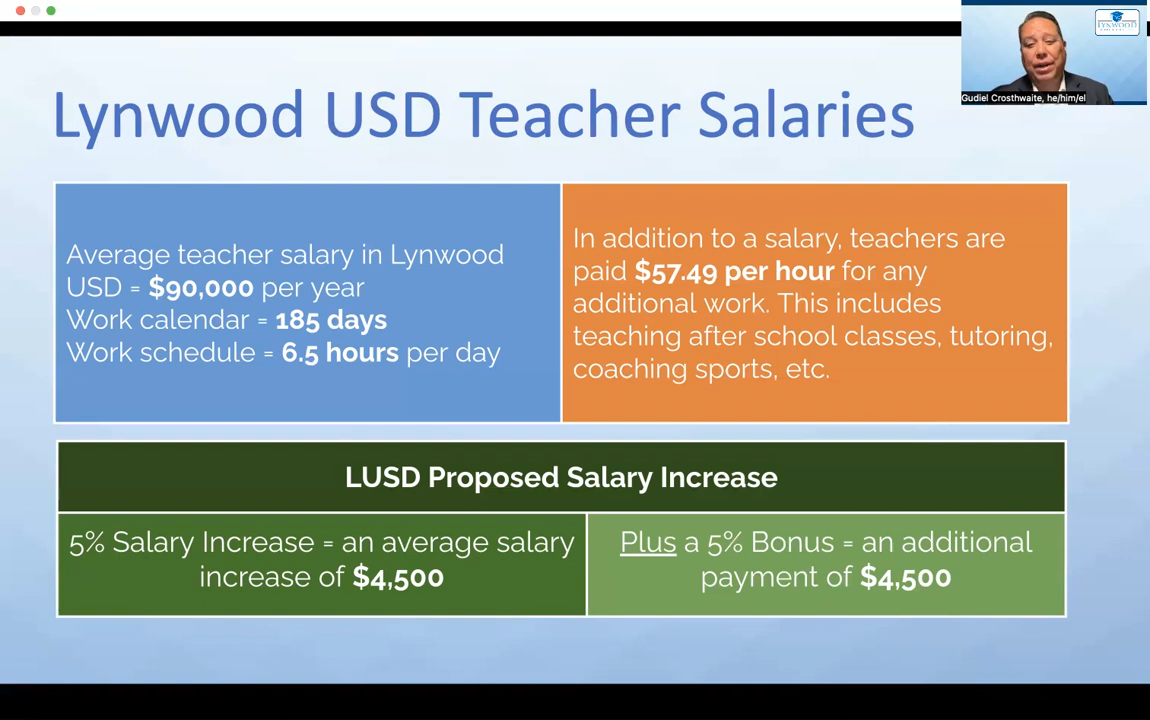 LYNWOOD
Gudiel Crosthwaite, he/him/el
Lynwood USD Teacher Salaries
Average teacher salary in Lynwood
USD = $90,000 per year
Work calendar = 185 days
Work schedule = 6.5 hours per day
In addition to a salary, teachers are
paid $57.49 per hour for any
additional work. This includes
teaching after school classes, tutoring,
coaching sports, etc.
LUSD Proposed Salary Increase
5% Salary Increase = an average salary
increase of $4,500
Plus a 5% Bonus = an additional
payment of $4,500